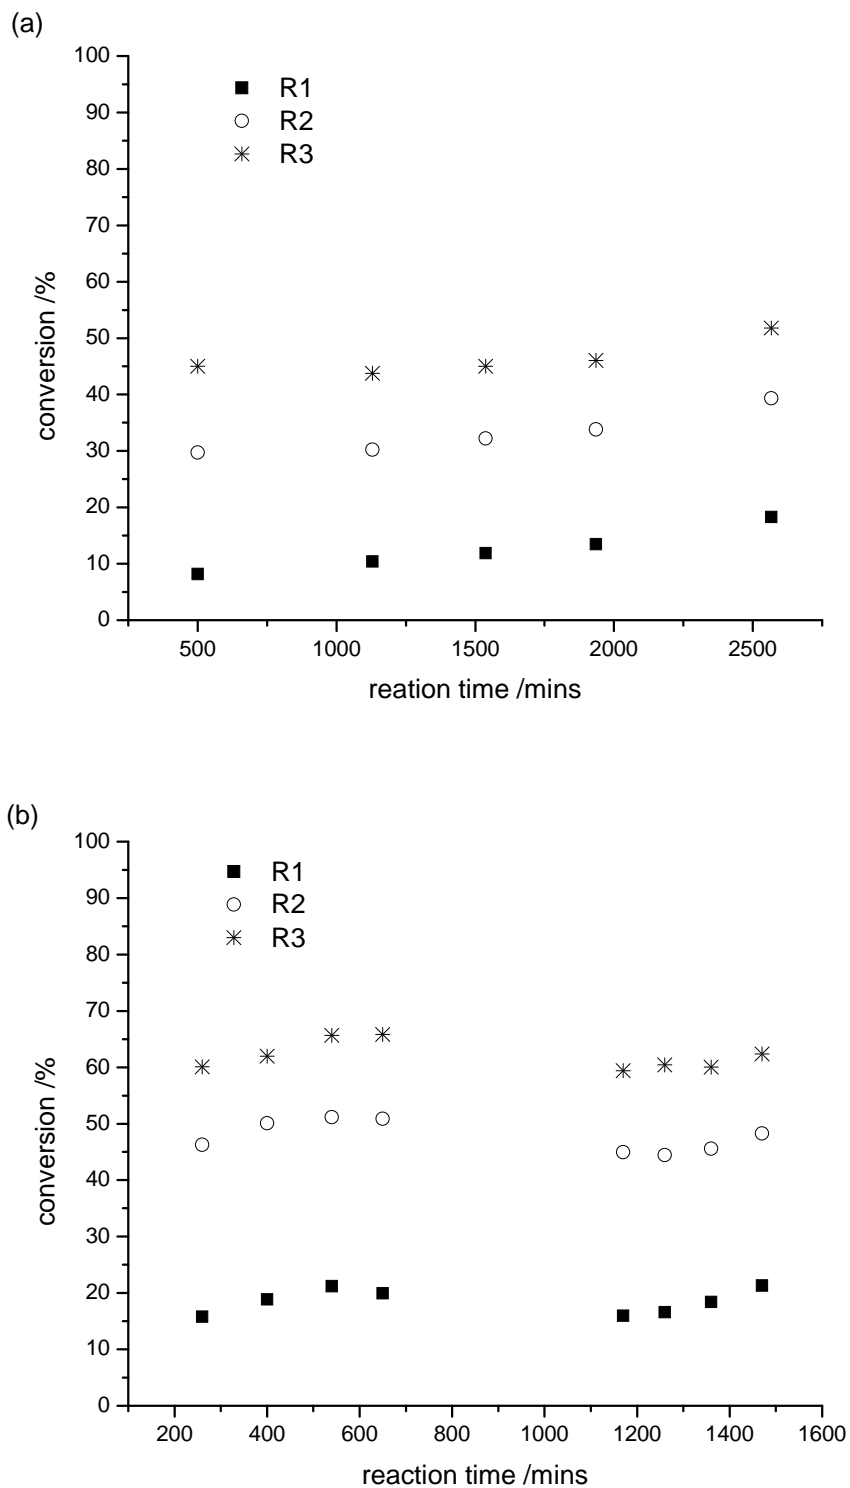 (a)
100
90
80
70
60
50
40
30
20
10
0
R1
R2
R3
conversion /%
500 1000 1500 2000 2500
reation time /mins
(b)
100
90
80
70
60
50
40
30
20
10
0
R1
R2
R3
conversion /%
200 400 600 800 1000 1200 1400 1600
reaction time /mins